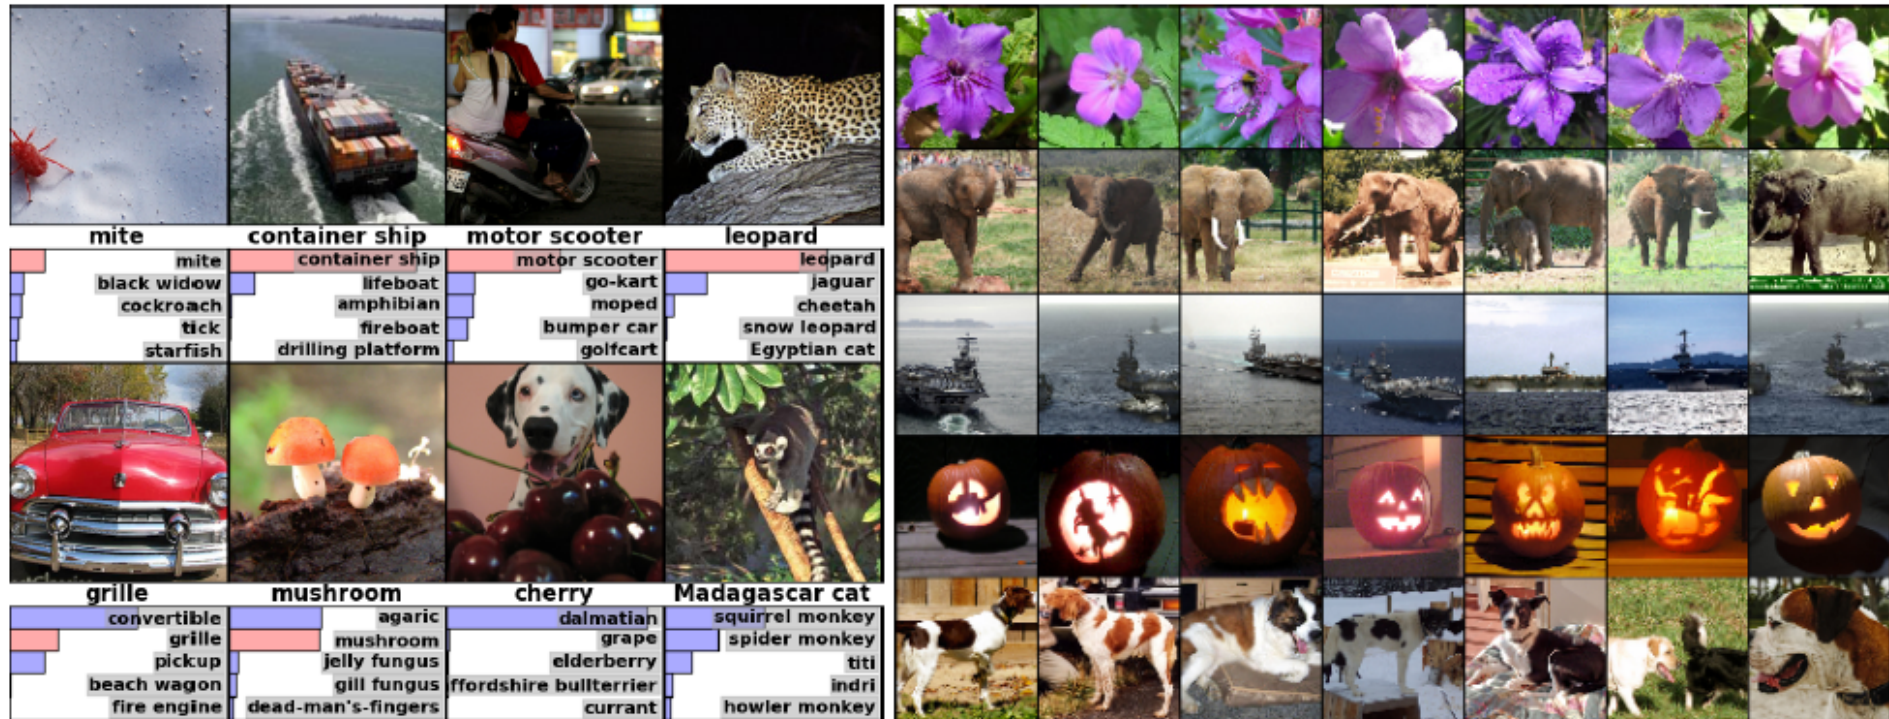 mite
container ship
motor scooter
leopard
mite
black widow
cockroach
tick
starfish
container ship
lifeboat
amphibian
fireboat
drilling platform
motor scooter
go-kart
moped
bumper car
golfcart
leopard
jaguar
cheetah
snow leopard
Egyptian cat
grille
mushroom
cherry
Madagascar cat
convertible
grille
pickup
beach wagon
fire engine
agaric
mushroom
jelly fungus
gill fungus
dead-man's-fingers
dalmatian
grape
elderberry
ffordshire bullterrier
currant
squirrel monkey
spider monkey
titi
indri
howler monkey